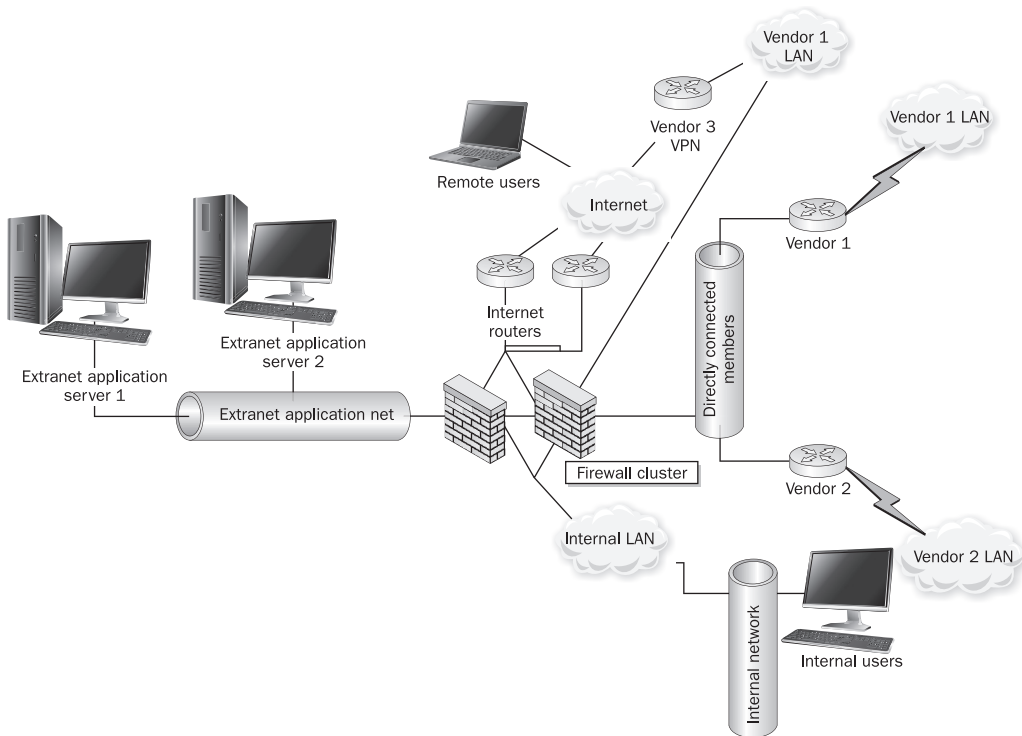 Vendor 1
LAN
Vendor 1 LAN
Vendor 3
VPN
Remote users
Internet
Vendor 1
Internet
routers
Directly connected
members
Extranet application
server 2
Extranet application
server 1
Extranet application net
Firewall cluster
Vendor 2
Internal LAN
Vendor 2 LAN
Internal network
Internal users